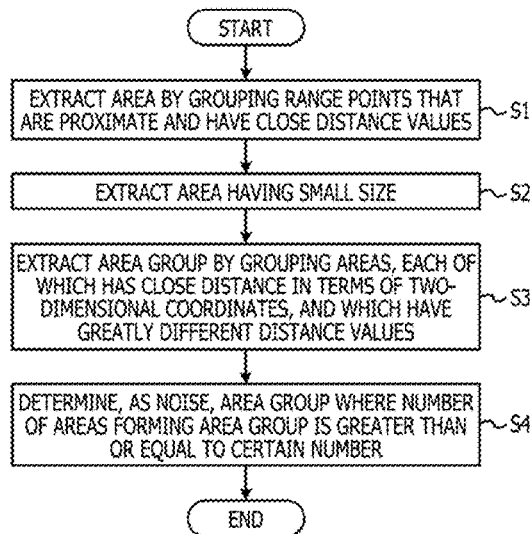 START
EXTRACT AREA BY GROUPING RANGE POINTS THAT
ARE PROXIMATE AND HAVE CLOSE DISTANCE VALUES
S1
EXTRACT AREA HAVING SMALL SIZE
S2
EXTRACT AREA GROUP BY GROUPING AREAS, EACH OF
WHICH HAS CLOSE DISTANCE IN TERMS OF TWO-
DIMENSIONAL COORDINATES, AND WHICH HAVE
GREATLY DIFFERENT DISTANCE VALUES
S3
DETERMINE, AS NOISE, AREA GROUP WHERE NUMBER
OF AREAS FORMING AREA GROUP IS GREATER THAN
OR EQUAL TO CERTAIN NUMBER
S4
END